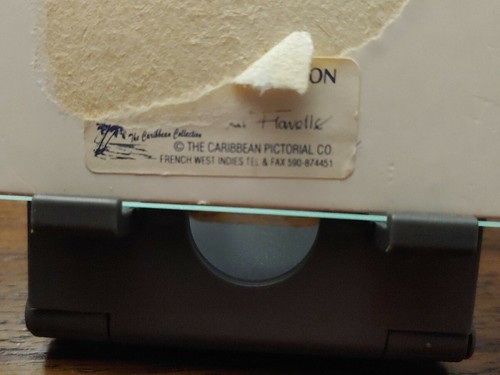 ON
The Caribbean Collection
© THE CARIBBEAN PICTORIAL CO
FRENCH WEST INDIES TEL & FAX 590-874451